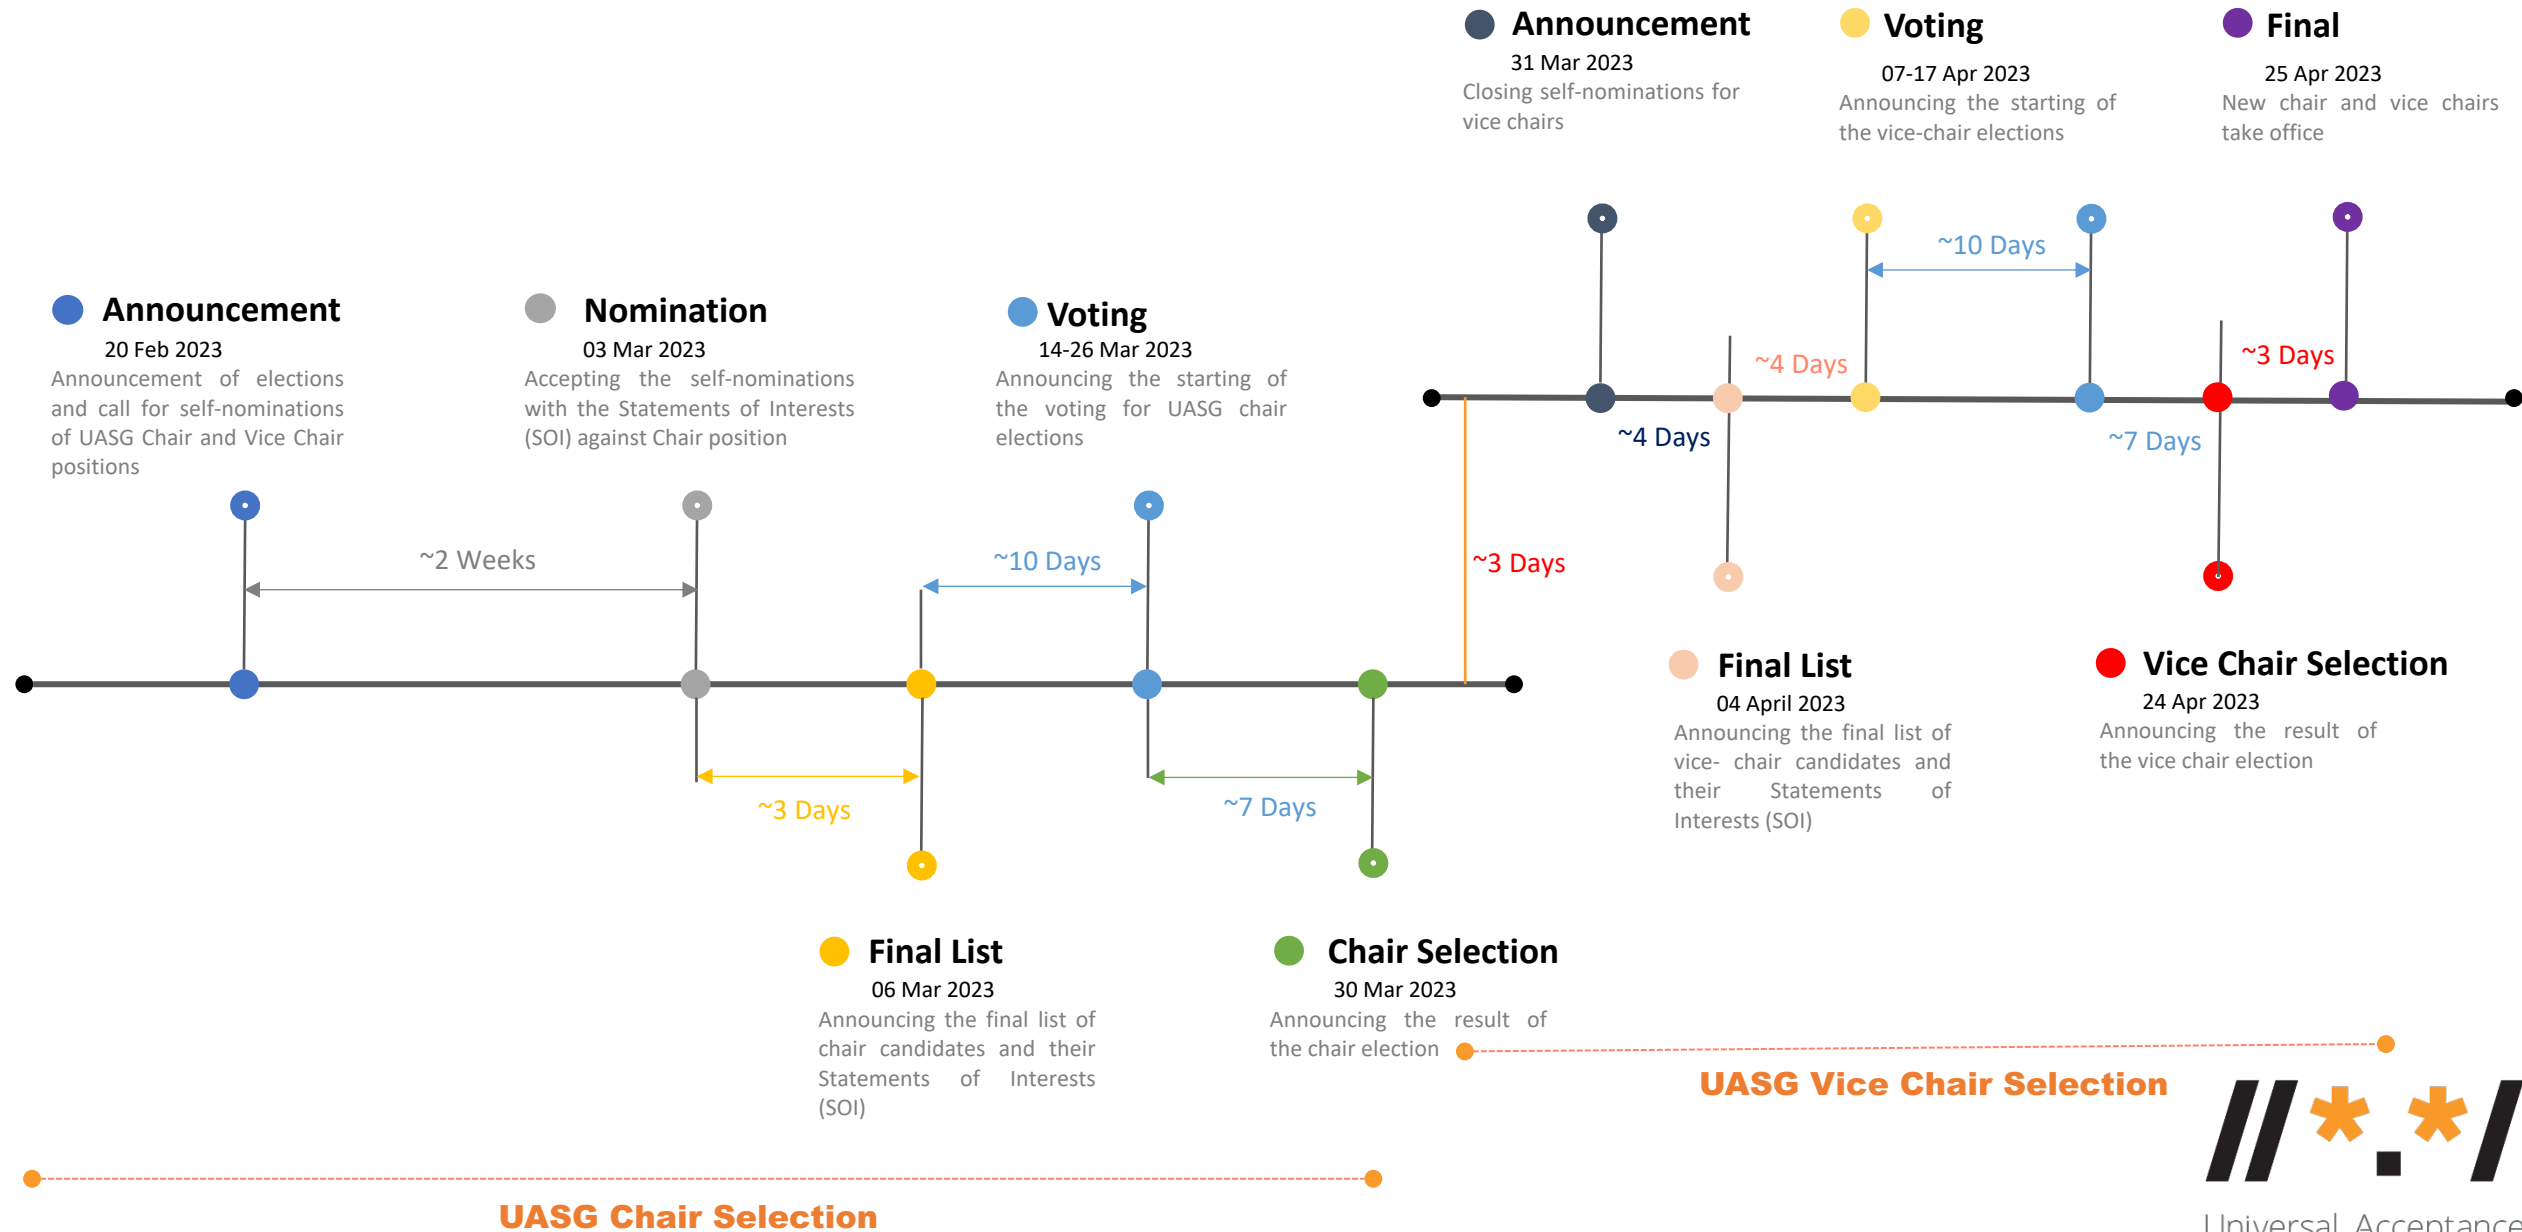 Announcement
31 Mar 2023
Closing self-nominations for
vice chairs
Voting
07-17 Apr 2023
Announcing the starting of
the vice-chair elections
Final
25 Apr 2023
New chair and vice chairs
take office
~10 Days
~4 Days
~3 Days
~4 Days
~7 Days
Announcement
20 Feb 2023
Announcement of elections
and call for self-nominations
of UASG Chair and Vice Chair
positions
Nomination
03 Mar 2023
Accepting the self-nominations
with the Statements of Interests
(SOI) against Chair position
Voting
14-26 Mar 2023
Announcing the starting of
the voting for UASG chair
elections
~2 Weeks
~10 Days
~3 Days
~3 Days
~7 Days
Final List
04 April 2023
Announcing the final list of
vice- chair candidates and
their Statements of
Interests (SOI)
Vice Chair Selection
24 Apr 2023
Announcing the result of
the vice chair election
Final List
06 Mar 2023
Announcing the final list of
chair candidates and their
Statements of Interests
(SOI)
Chair Selection
30 Mar 2023
Announcing the result of
the chair election
UASG Vice Chair Selection
UASG Chair Selection
//*.*/
Universal Acceptance